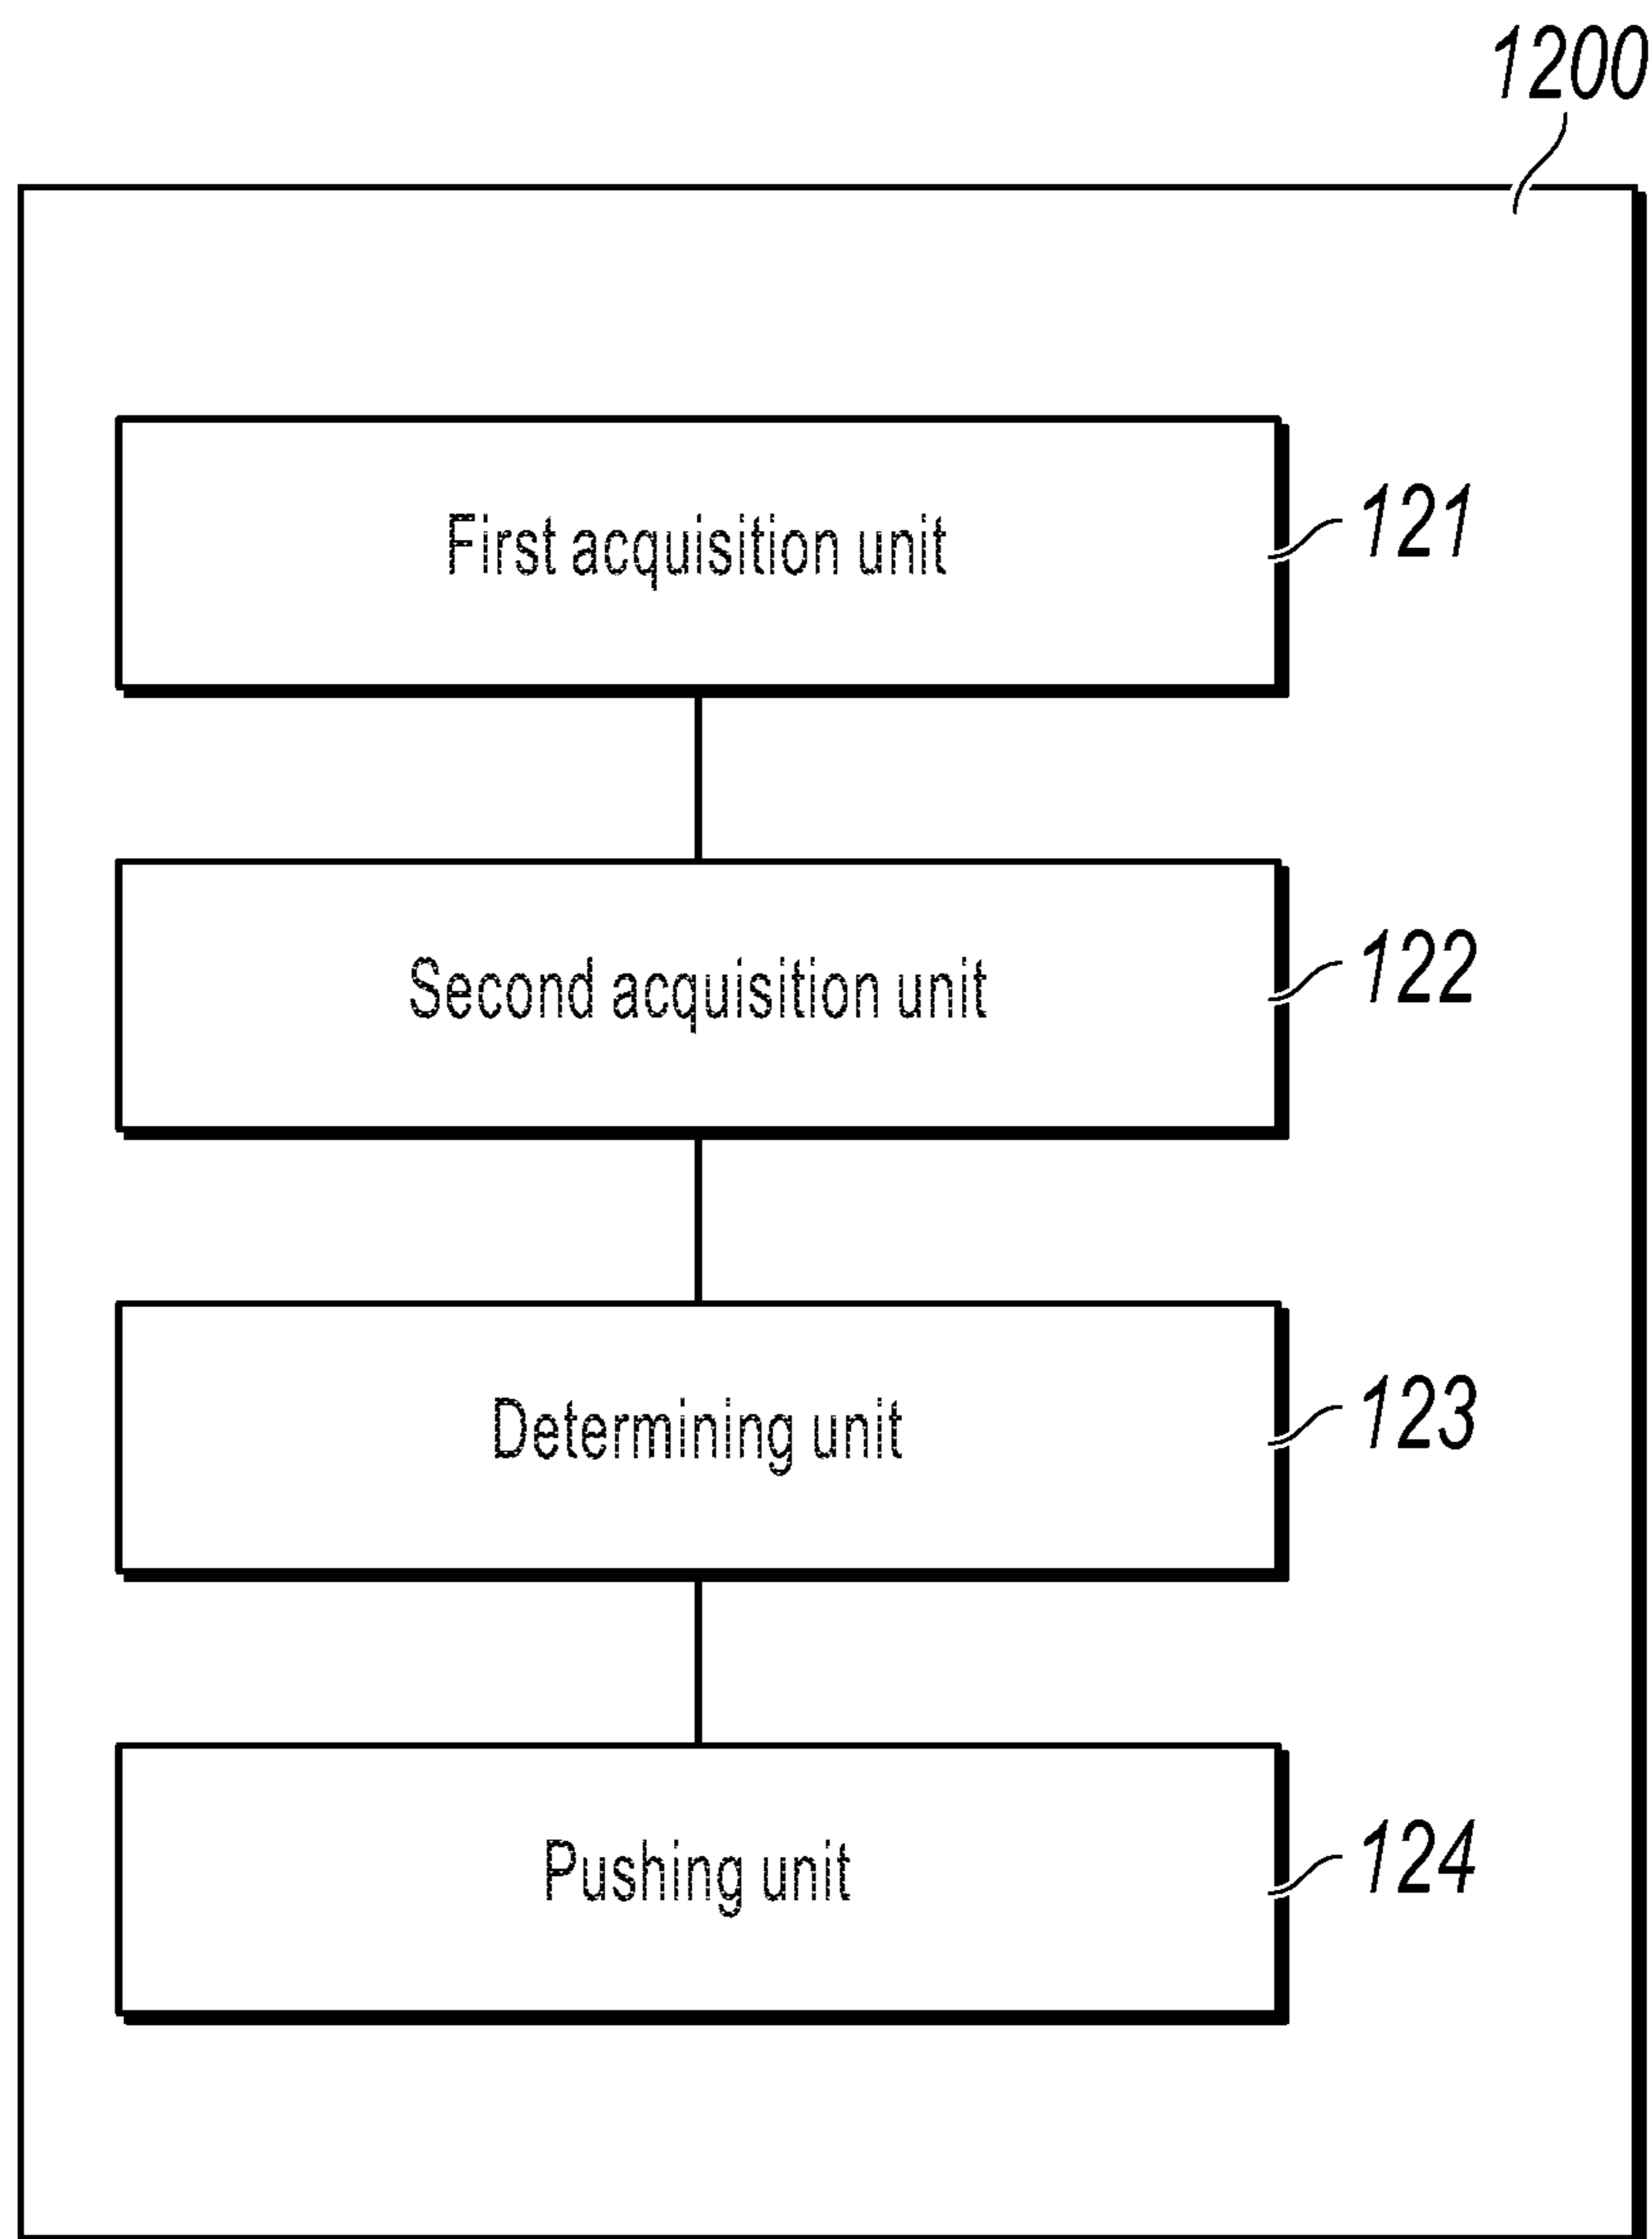 1200
First acquisition unit
121
Second acquisition unit
122
Determining unit
123
Pushing unit
124